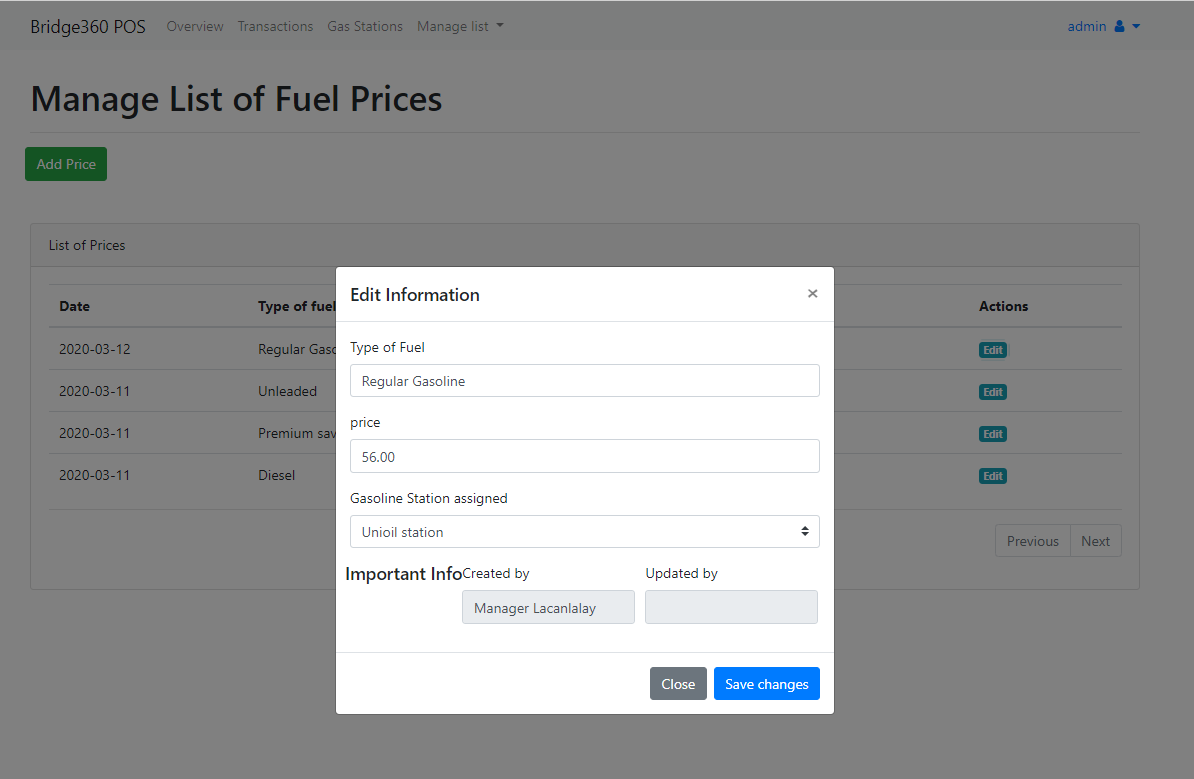 Bridge360 POS Overview Transactions Gas Stations Manage list admin
Manage List of Fuel Prices
Add Price
List of Prices
Date Type of fuel Actions
2020-03-12 Regular Gaso Edit
2020-03-11 Unleaded Edit
2020-03-11 Premium sav Edit
2020-03-11 Diesel Edit
Previous Next
Edit Information ×
Type of Fuel
Regular Gasoline
price
56.00
Gasoline Station assigned
Unioil station
Important Info Created by Updated by
Manager Lacanlalay
Close Save changes